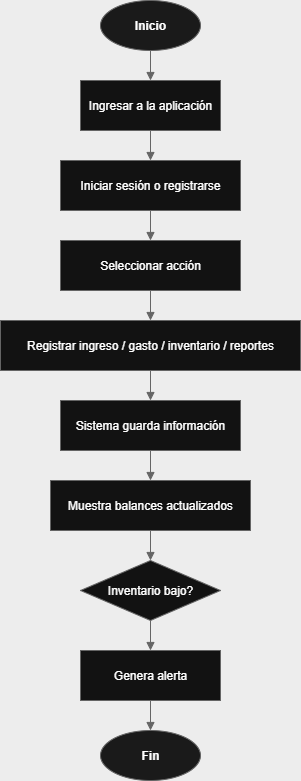 Inicio
Ingresar a la aplicación
Iniciar sesión o registrarse
Seleccionar acción
Registrar ingreso / gasto / inventario / reportes
Sistema guarda información
Muestra balances actualizados
Inventario bajo?
Genera alerta
Fin